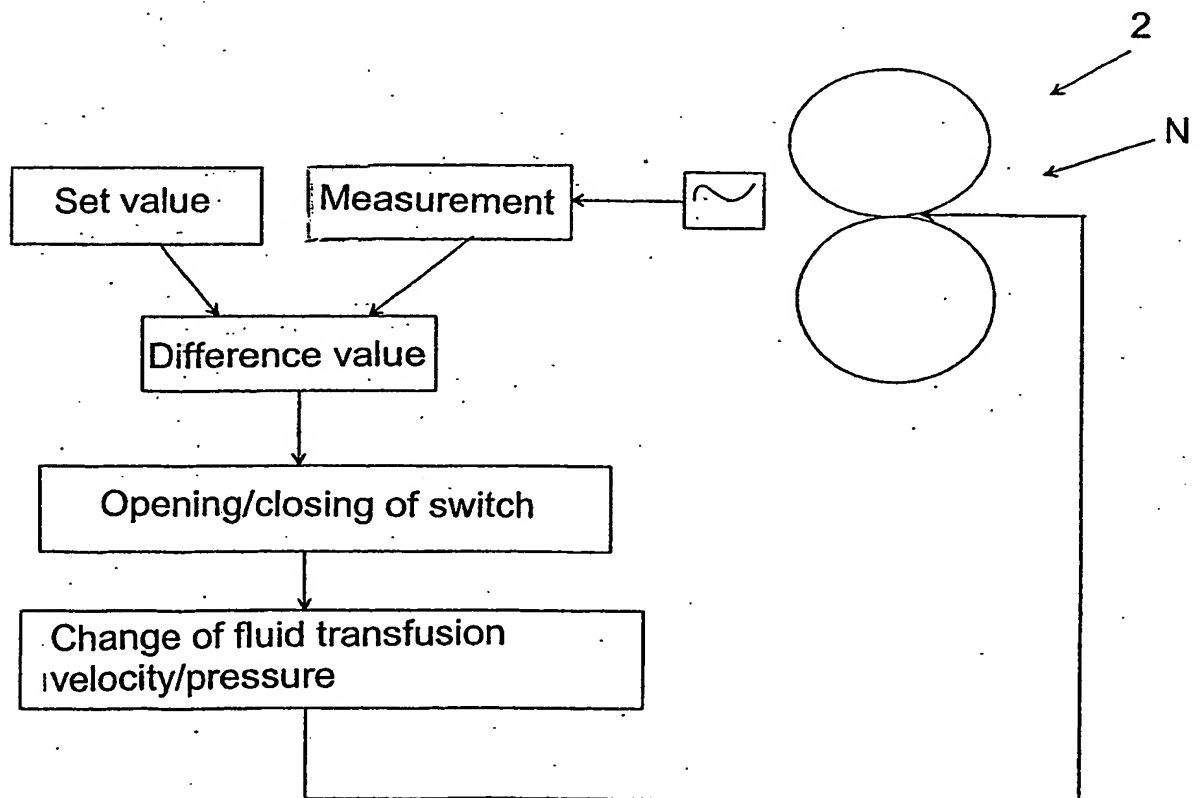 2
N
Set value
Measurement
Difference value
Opening/closing of switch
Change of fluid transfusion
velocity/pressure